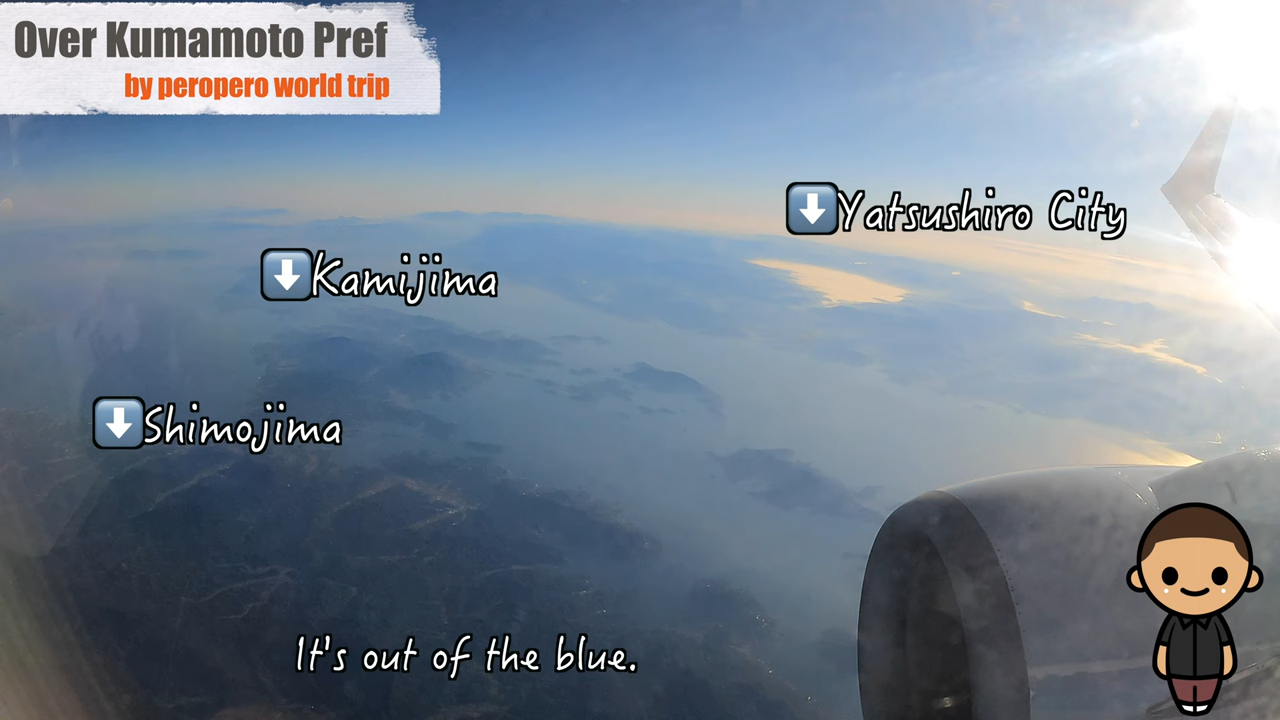 Over Kumamoto Pref
by peropero world trip
⬇Yatsushiro City
⬇Kamijima
⬇Shimojima
It's out of the blue.